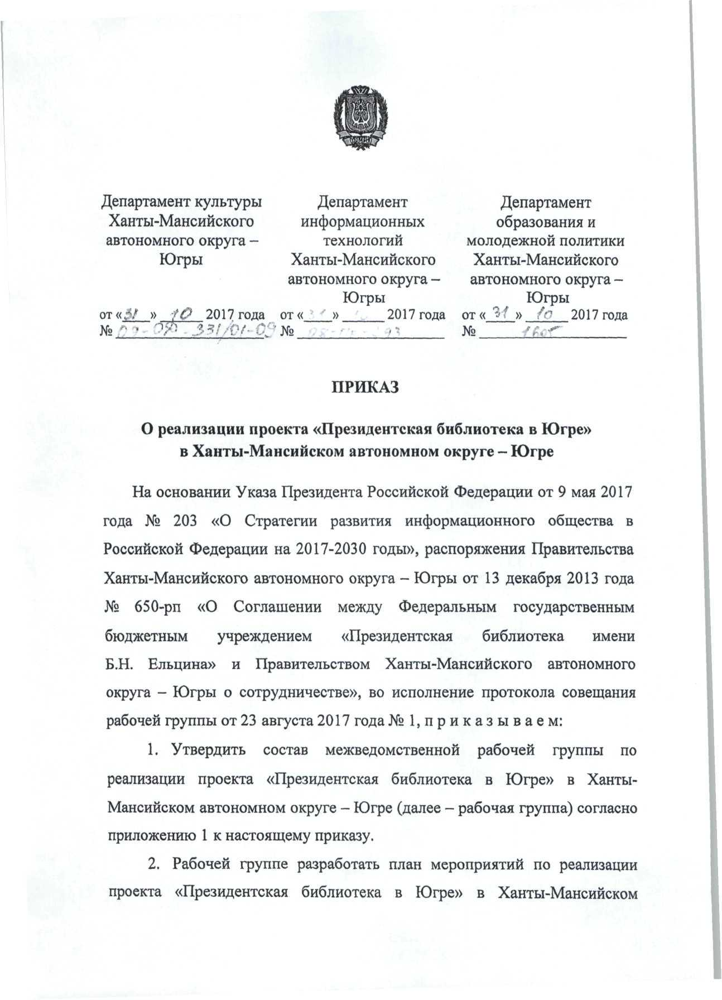 Департамент культуры
Ханты-Мансийского
автономного округа –
Югры
от «31» 10 2017 года
№ 09-ОД-331/01-09
Департамент
информационных
технологий
Ханты-Мансийского
автономного округа –
Югры
от «31» 10 2017 года
№
Департамент
образования и
молодежной политики
Ханты-Мансийского
автономного округа –
Югры
от «31» 10 2017 года
№ 1605
ПРИКАЗ
О реализации проекта «Президентская библиотека в Югре»
в Ханты-Мансийском автономном округе – Югре
На основании Указа Президента Российской Федерации от 9 мая 2017
года № 203 «О Стратегии развития информационного общества в
Российской Федерации на 2017-2030 годы», распоряжения Правительства
Ханты-Мансийского автономного округа – Югры от 13 декабря 2013 года
№ 650-рп «О Соглашении между Федеральным государственным
бюджетным учреждением «Президентская библиотека имени
Б.Н. Ельцина» и Правительством Ханты-Мансийского автономного
округа – Югры о сотрудничестве», во исполнение протокола совещания
рабочей группы от 23 августа 2017 года № 1, п р и к а з ы в а е м:
1. Утвердить состав межведомственной рабочей группы по
реализации проекта «Президентская библиотека в Югре» в Ханты-
Мансийском автономном округе – Югре (далее – рабочая группа) согласно
приложению 1 к настоящему приказу.
2. Рабочей группе разработать план мероприятий по реализации
проекта «Президентская библиотека в Югре» в Ханты-Мансийском